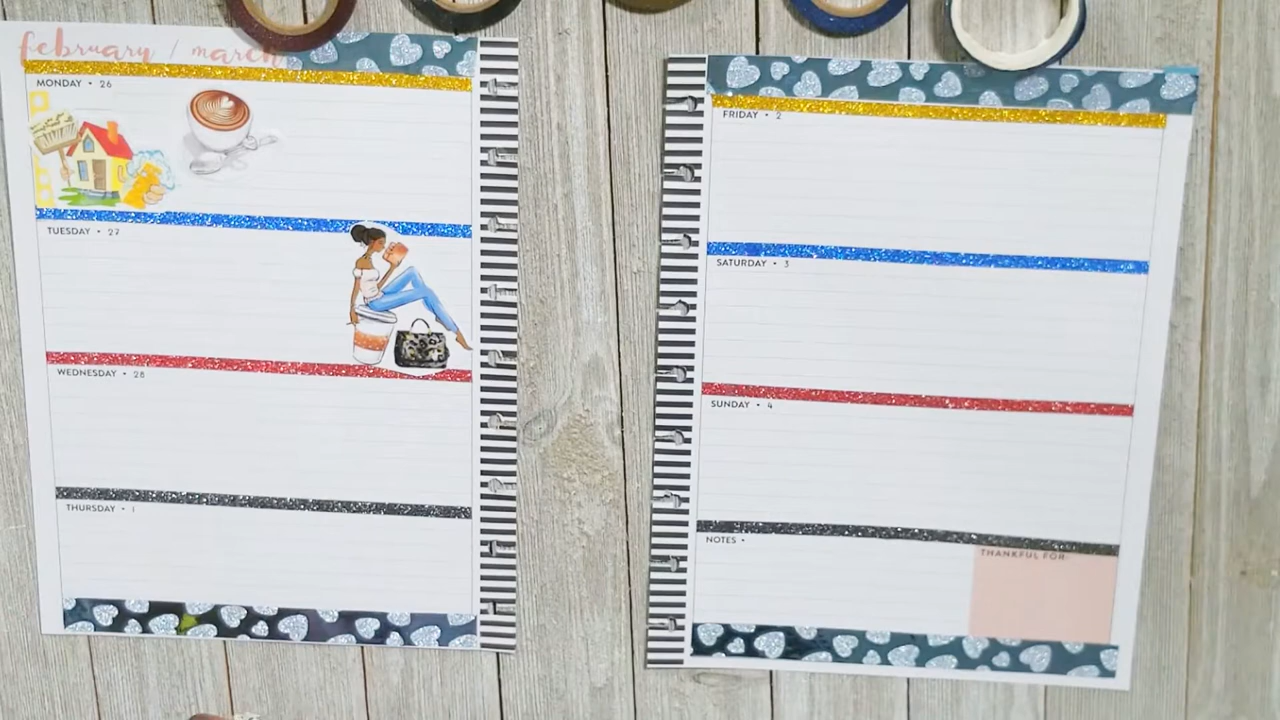 february / march
MONDAY • 26
TUESDAY • 27
WEDNESDAY • 28
THURSDAY • 1
FRIDAY • 2
SATURDAY • 3
SUNDAY • 4
NOTES •
THANKFUL FOR